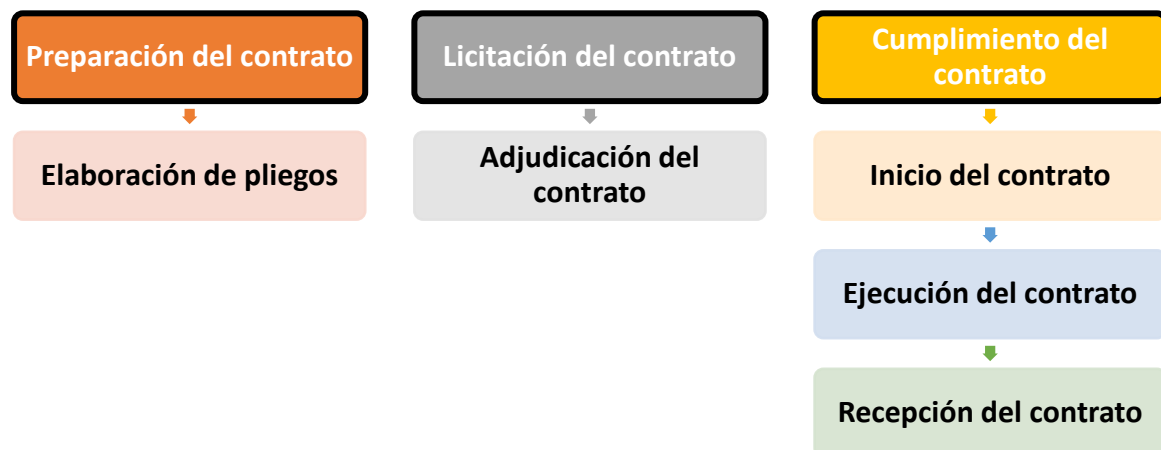 Preparación del contrato
Elaboración de pliegos
Licitación del contrato
Adjudicación del
contrato
Cumplimiento del
contrato
Inicio del contrato
Ejecución del contrato
Recepción del contrato